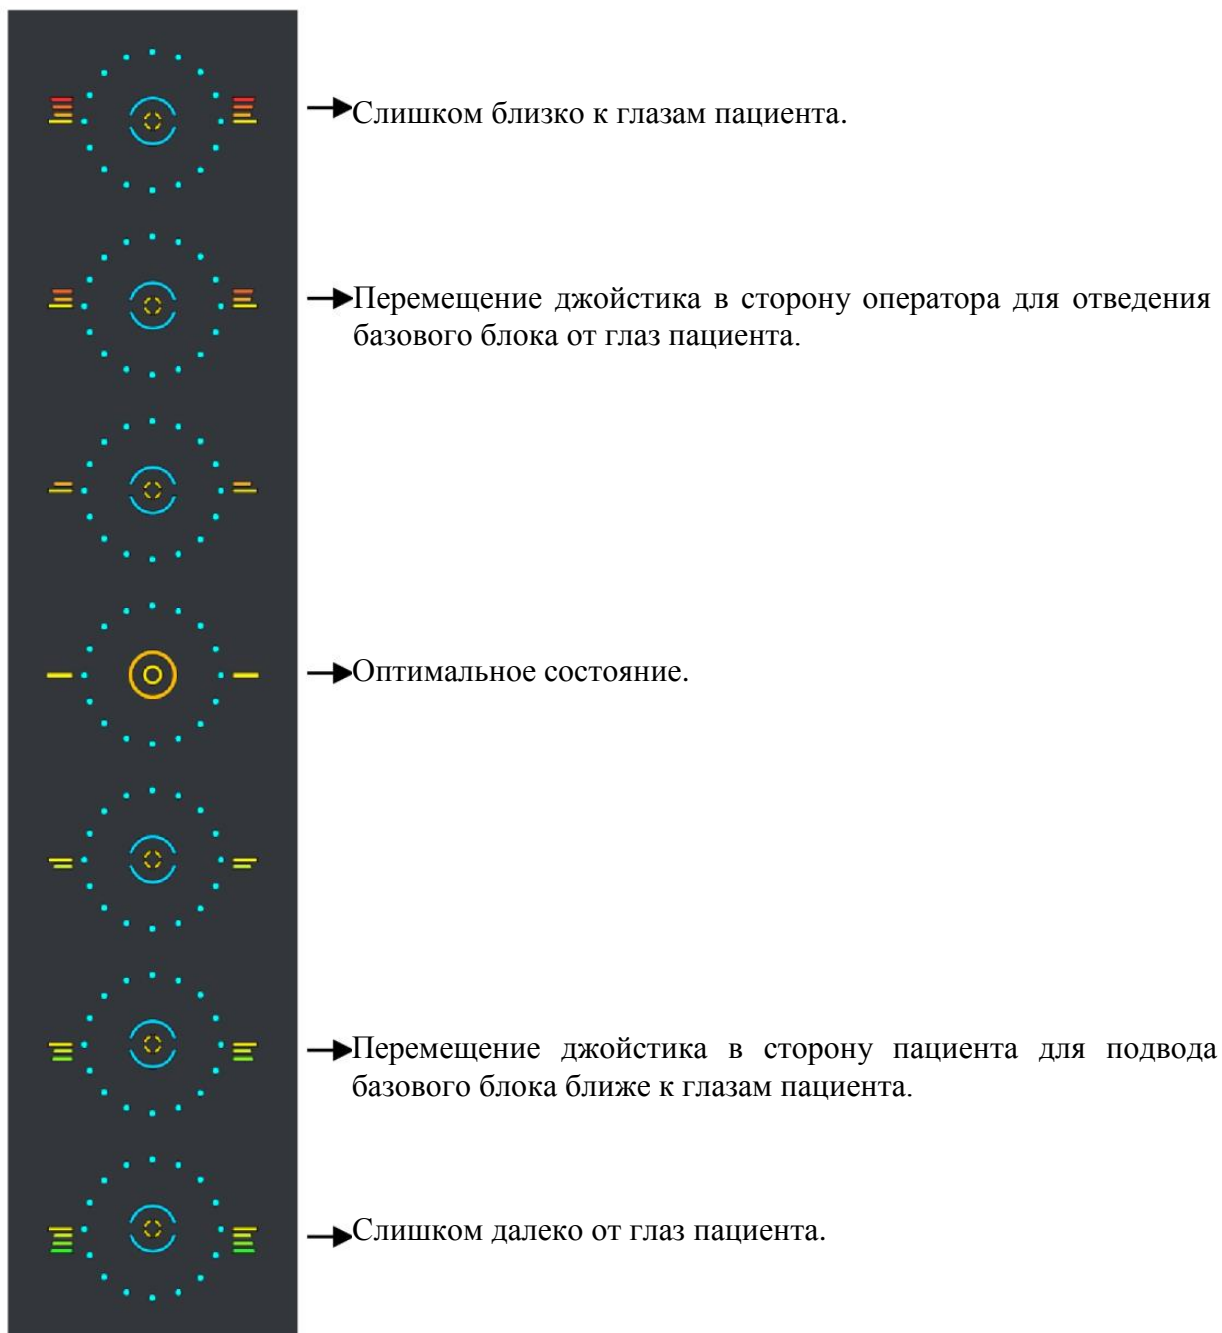 Слишком близко к глазам пациента.
Перемещение джойстика в сторону оператора для отведения
базового блока от глаз пациента.
Оптимальное состояние.
Перемещение джойстика в сторону пациента для подвода
базового блока ближе к глазам пациента.
Слишком далеко от глаз пациента.